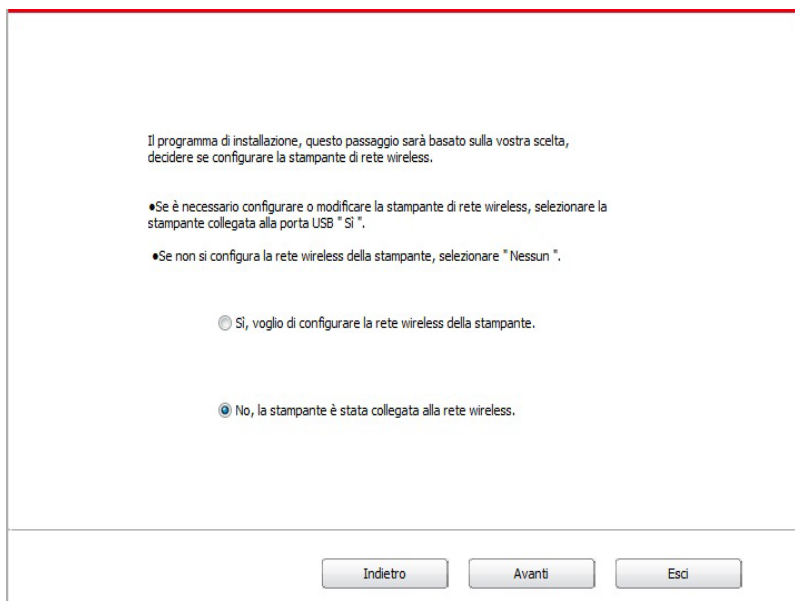 Il programma di installazione, questo passaggio sarà basato sulla vostra scelta,
decidere se configurare la stampante di rete wireless.
●Se è necessario configurare o modificare la stampante di rete wireless, selezionare la
stampante collegata alla porta USB " Sì ".
●Se non si configura la rete wireless della stampante, selezionare " Nessun ".
Sì, voglio di configurare la rete wireless della stampante.
No, la stampante è stata collegata alla rete wireless.
Indietro Avanti Esci